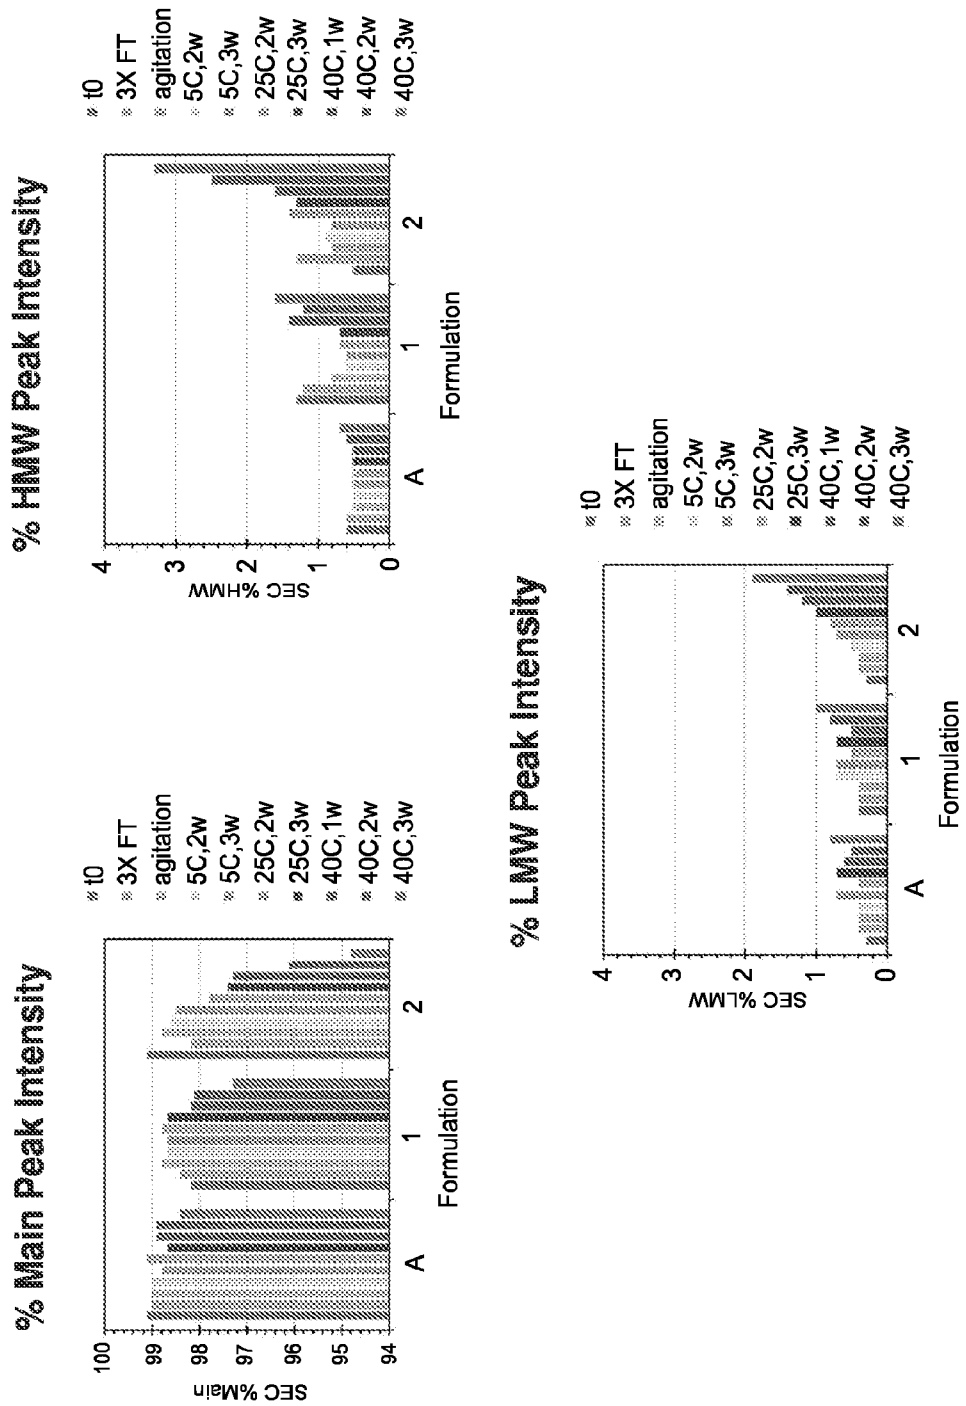 % Main Peak Intensity
SEC %Main
100
99
98
97
96
95
94
A
1
2
Formulation
t0
3X FT
agitation
5C,2w
5C,3w
25C,2w
25C,3w
40C,1w
40C,2w
40C,3w
% HMW Peak Intensity
SEC %HMW
4
3
2
1
0
A
1
2
Formulation
t0
3X FT
agitation
5C,2w
5C,3w
25C,2w
25C,3w
40C,1w
40C,2w
40C,3w
% LMW Peak Intensity
SEC %LMW
4
3
2
1
0
A
1
2
Formulation
t0
3X FT
agitation
5C,2w
5C,3w
25C,2w
25C,3w
40C,1w
40C,2w
40C,3w